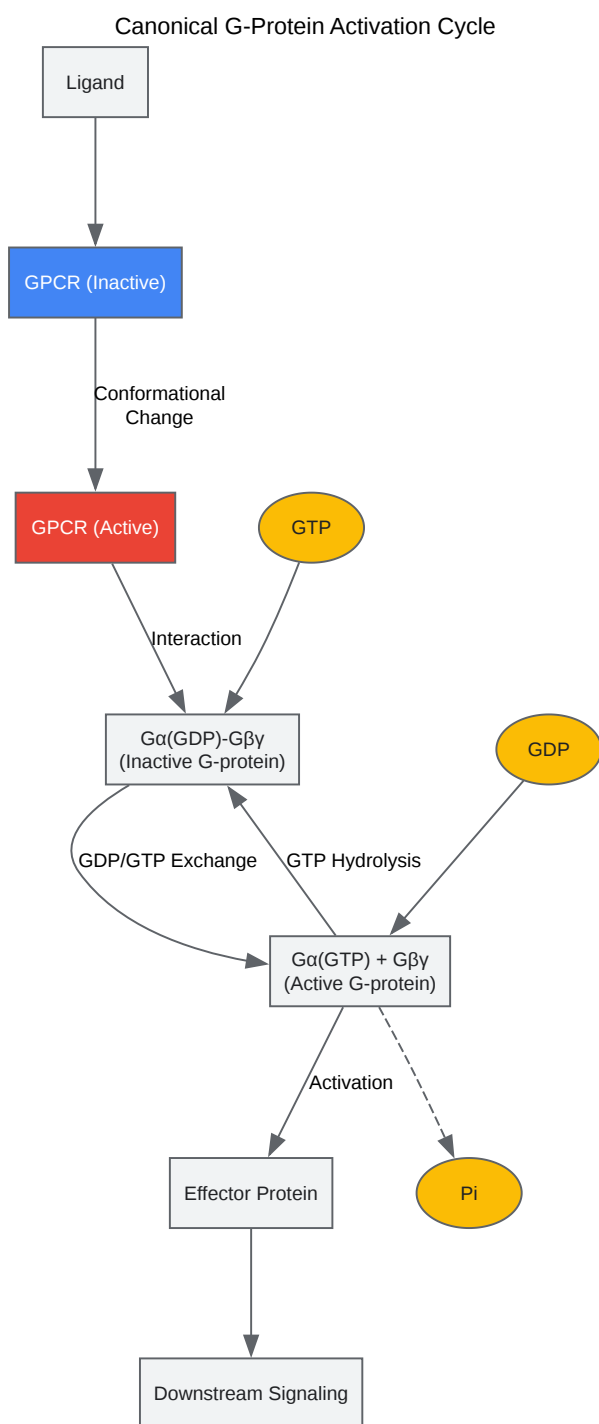 Canonical G-Protein Activation Cycle
Ligand
GPCR (Inactive)
Conformational
Change
GPCR (Active)
GTP
Interaction
Gα(GDP)-Gβγ
(Inactive G-protein)
GDP
GDP/GTP Exchange
GTP Hydrolysis
Gα(GTP) + Gβγ
(Active G-protein)
Activation
Effector Protein
Pi
Downstream Signaling